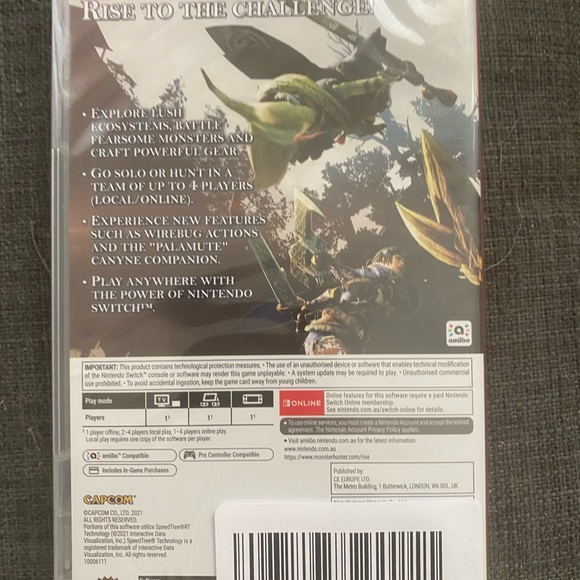 RISE TO THE CHALLENGE!
• EXPLORE LUSH
ECOSYSTEMS, BATTLE
FEARSOME MONSTERS AND
CRAFT POWERFUL GEAR.
• GO SOLO OR HUNT IN A
TEAM OF UP TO 4 PLAYERS
(LOCAL/ONLINE).
• EXPERIENCE NEW FEATURES
SUCH AS WIREBUG ACTIONS
AND THE "PALAMUTE"
CANYNE COMPANION.
• PLAY ANYWHERE WITH
THE POWER OF NINTENDO
SWITCH™.
amiibo
IMPORTANT: This product contains technological protection measures. • The use of an unauthorised device or software that enables technical modification
of the Nintendo Switch™ console or software may render this game unplayable. • A system update may be required to play. • Unauthorised commercial
use prohibited. • To avoid accidental ingestion, keep the game card away from young children.
Play mode TV
Players 1¹ 1¹ 1¹
¹ 1 player offline, 2–4 players local play, 1–4 players online play.
Local play requires one copy of the software per player.
amiibo™ Compatible
Pro Controller Compatible
Includes In-Game Purchases
ONLINE
Online features for this software require a paid Nintendo
Switch Online membership.
See nintendo.com.au/switch-online for details.
• To use online services, you must create a Nintendo Account and accept the related
agreement. The Nintendo Account Privacy Policy applies.
• Visit amiibo.nintendo.com.au for the latest information.
www.nintendo.com.au
https://www.monsterhunter.com/rise
Published by:
CE EUROPE LTD.
The Metro Building, 1 Butterwick, LONDON, W6 8DL, UK
CAPCOM
©CAPCOM CO., LTD. 2021
ALL RIGHTS RESERVED.
Portions of this software utilize SpeedTree®RT
Technology (©2021 Interactive Data
Visualization, Inc.) SpeedTree® Technology is a
registered trademark of Interactive Data
Visualization, Inc. All rights reserved.
10006111